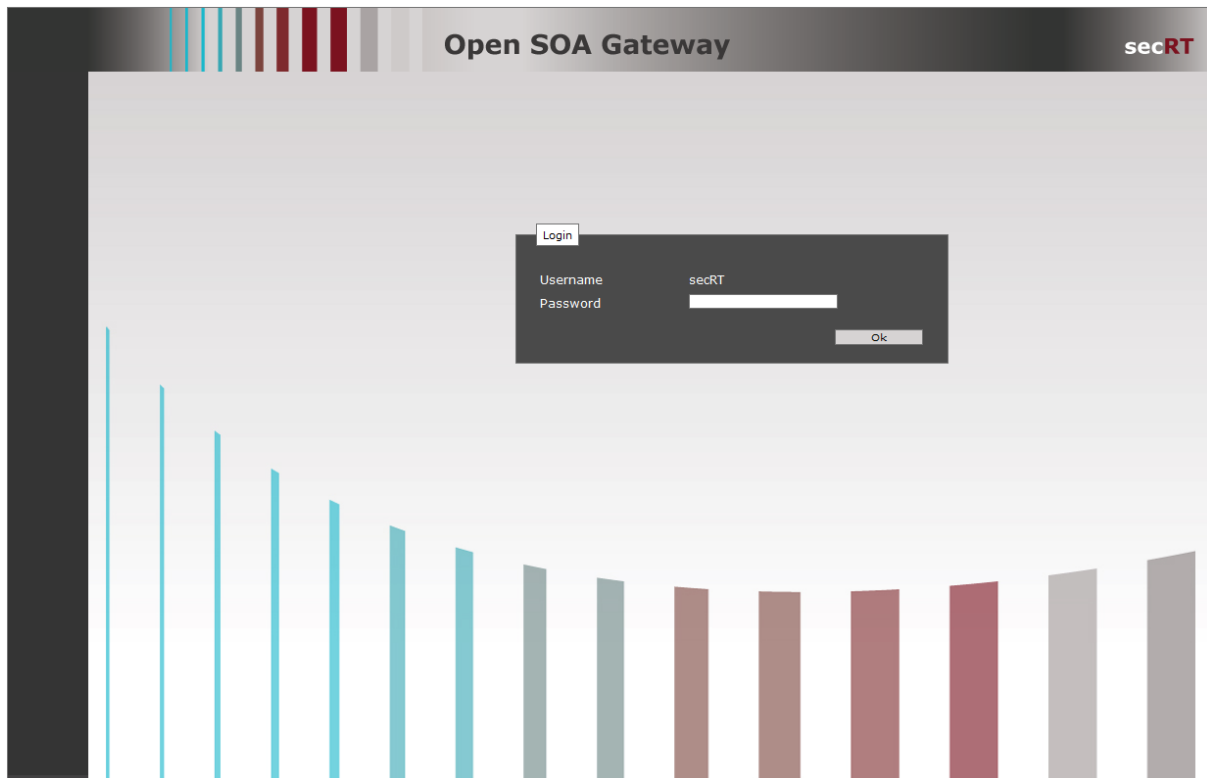 Open SOA Gateway
secRT
Login
Username secRT
Password
Ok